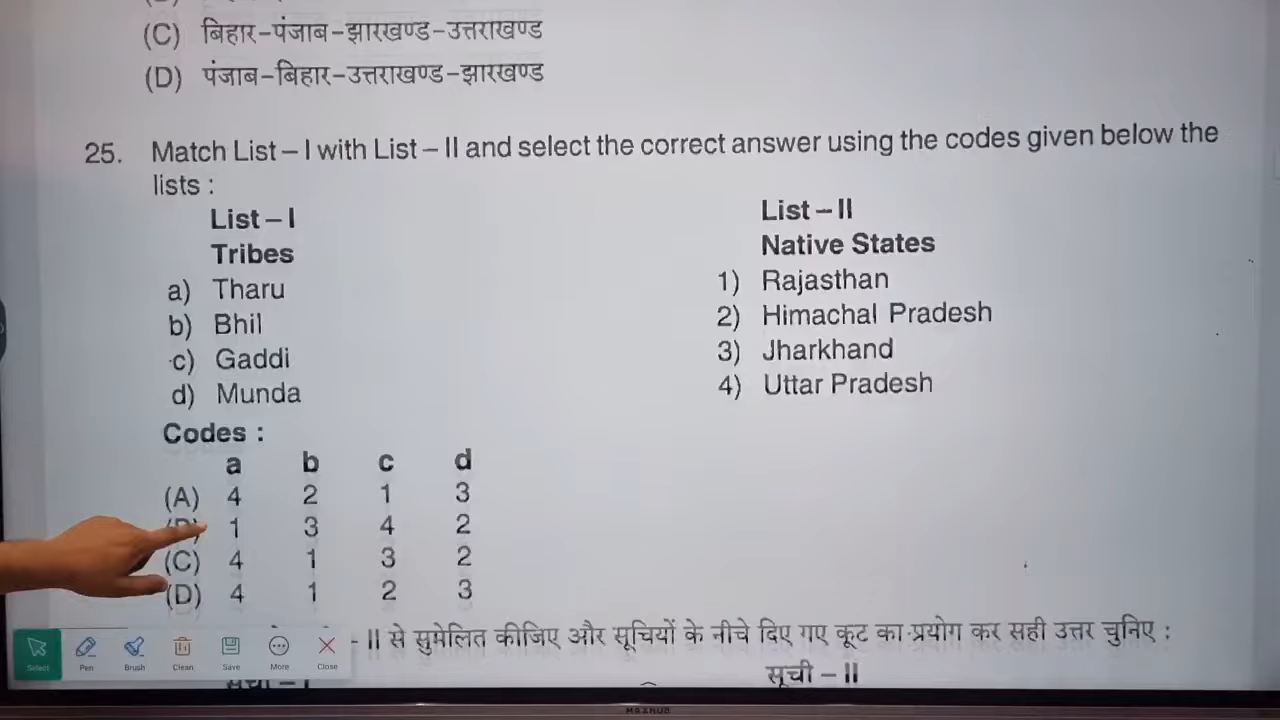 (C) बिहार-पंजाब-झारखण्ड-उत्तराखण्ड
(D) पंजाब-बिहार-उत्तराखण्ड-झारखण्ड
25. Match List – I with List – II and select the correct answer using the codes given below the
lists :
List – I
Tribes
a) Tharu
b) Bhil
c) Gaddi
d) Munda
List – II
Native States
1) Rajasthan
2) Himachal Pradesh
3) Jharkhand
4) Uttar Pradesh
Codes :
a b c d
(A) 4 2 1 3
1 3 4 2
(C) 4 1 3 2
(D) 4 1 2 3
– II से सुमेलित कीजिए और सूचियों के नीचे दिए गए कूट का प्रयोग कर सही उत्तर चुनिए :
सूची – II
Select Pen Brush Clean Save More Close
MAXHUB